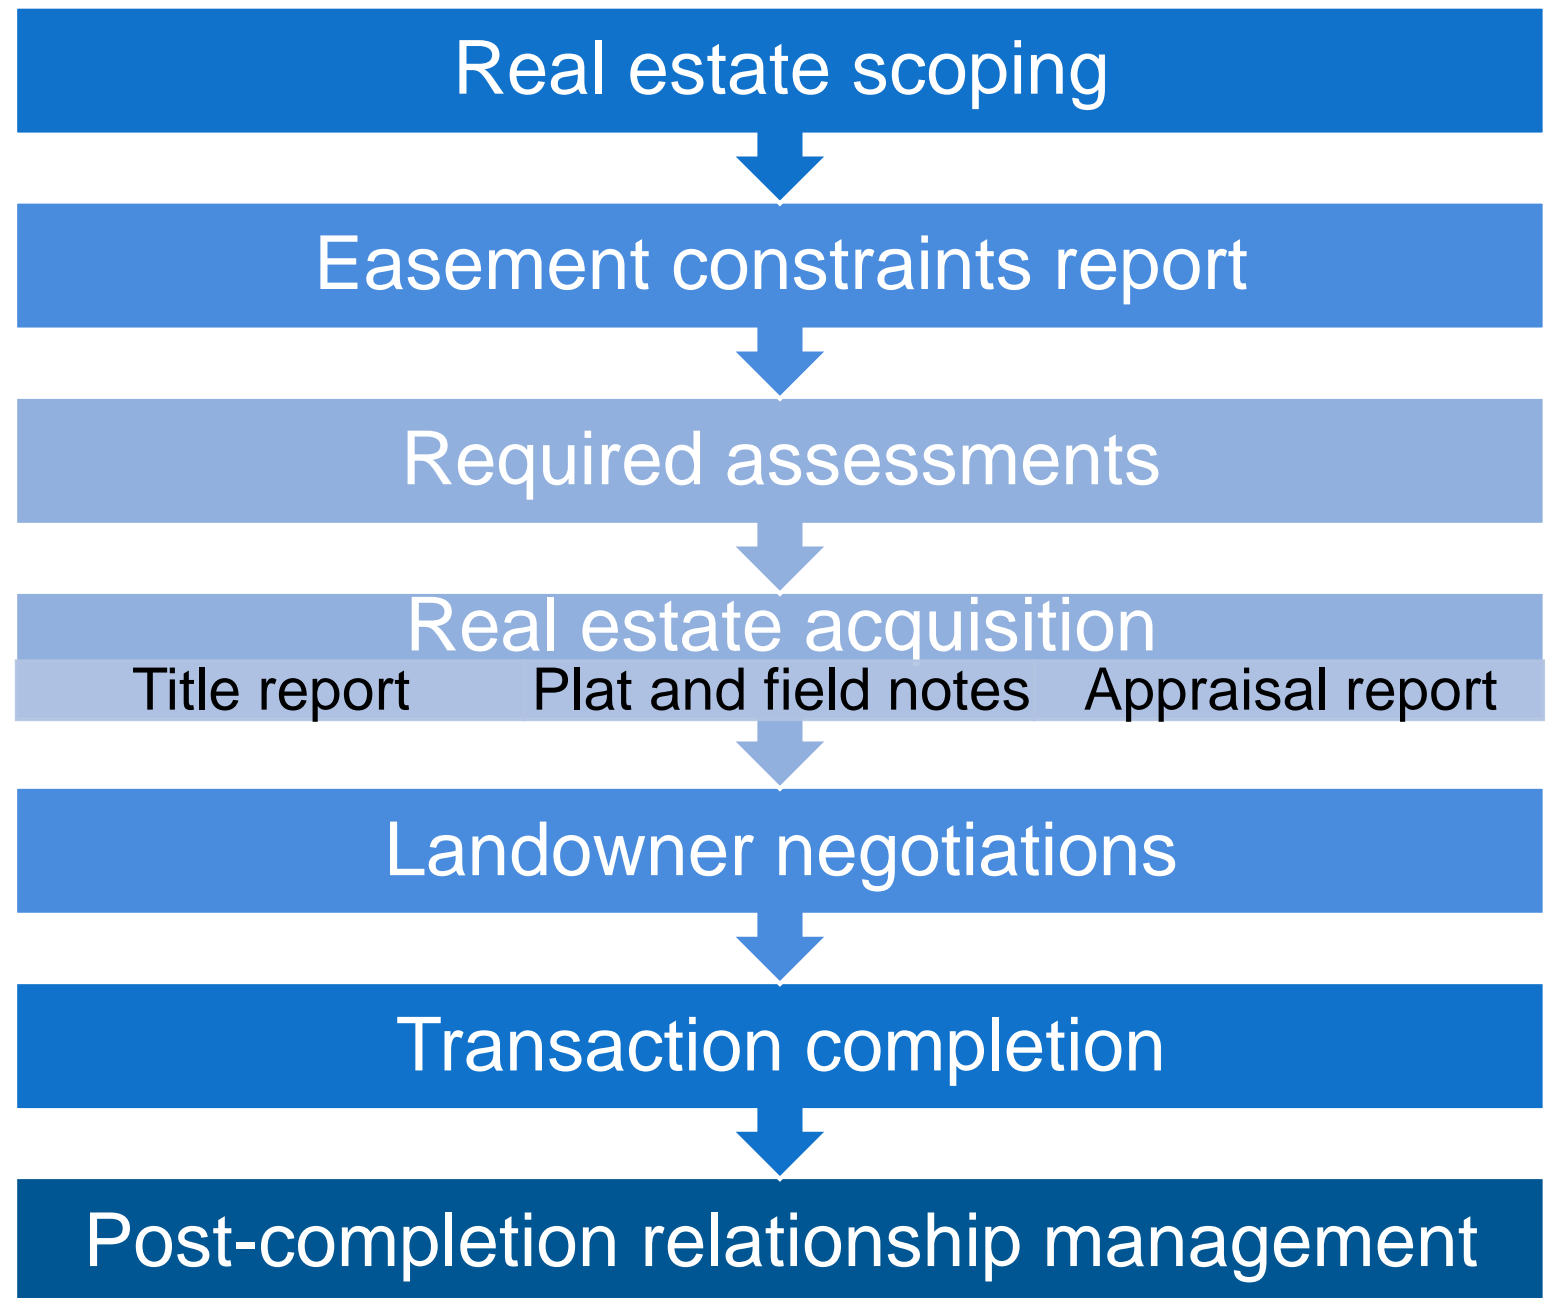 Real estate scoping
Easement constraints report
Required assessments
Real estate acquisition
Title report Plat and field notes Appraisal report
Landowner negotiations
Transaction completion
Post-completion relationship management